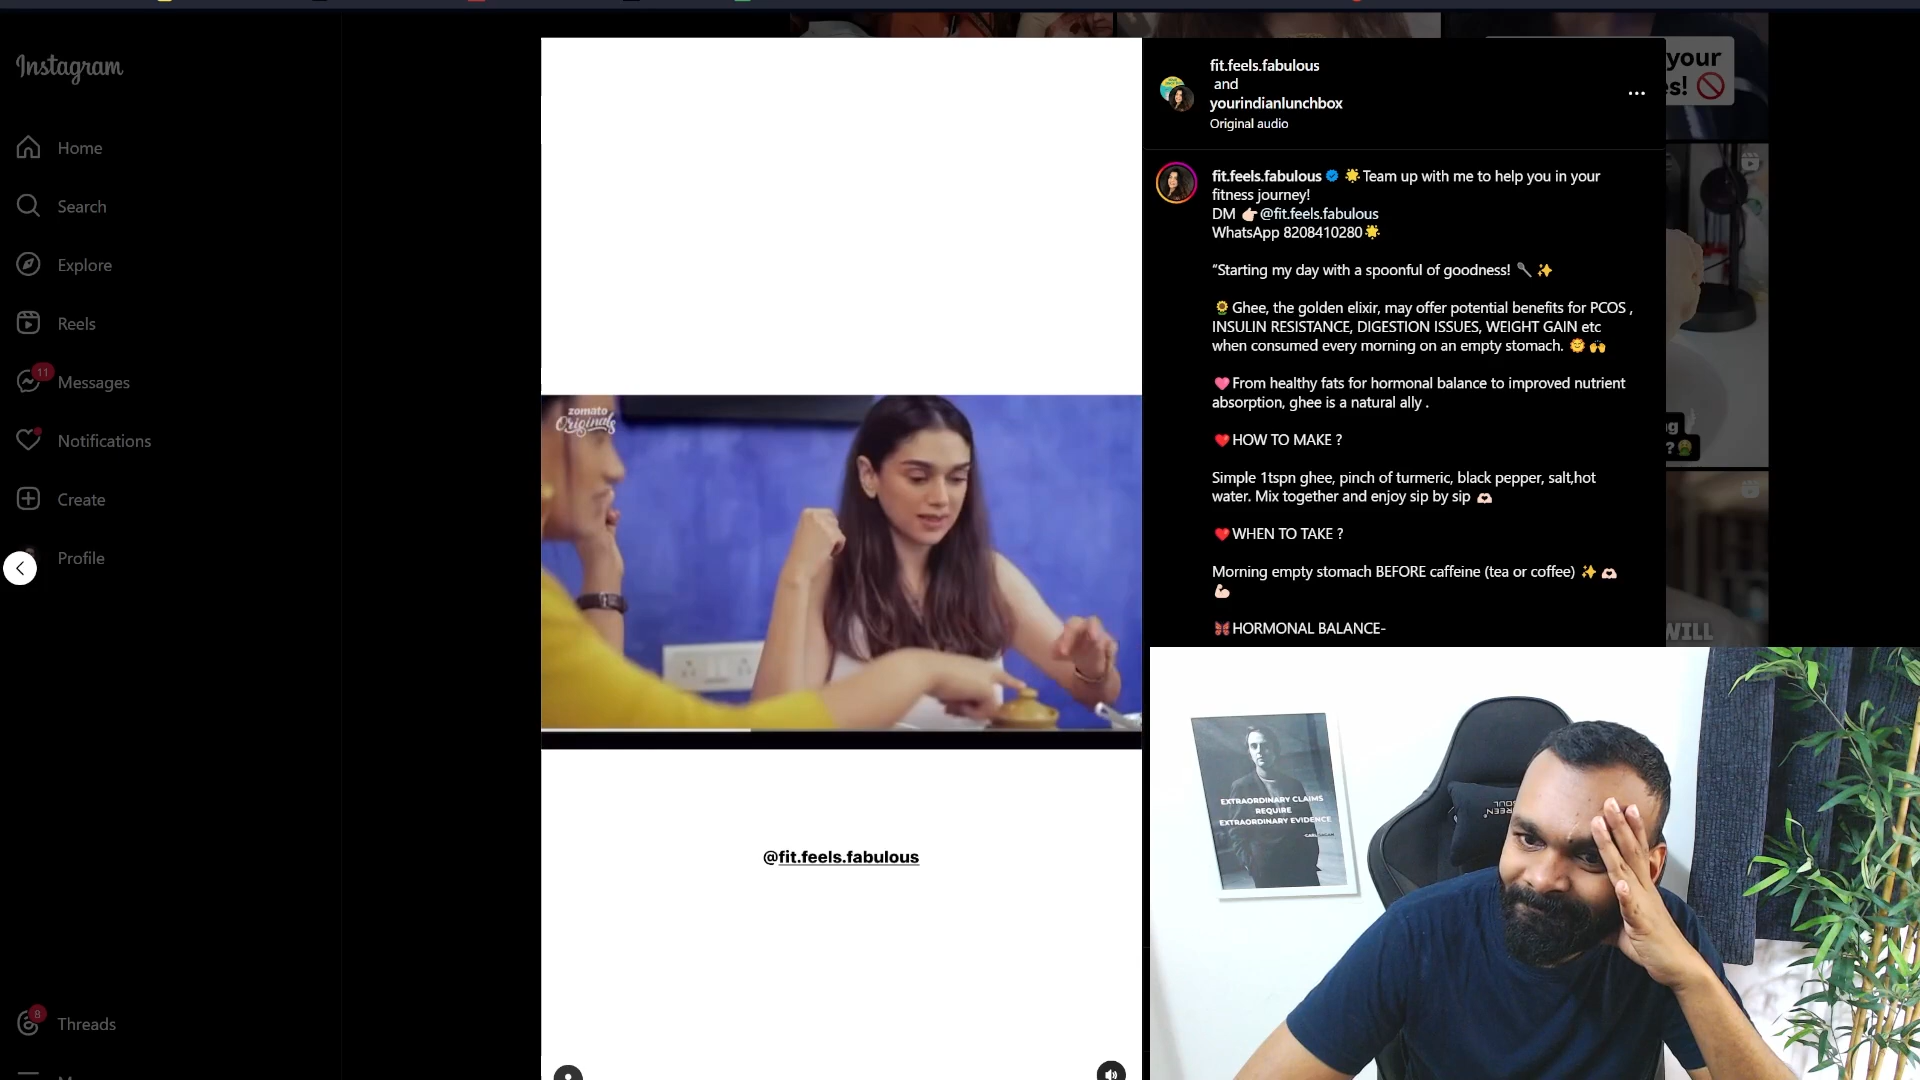 Instagram
Home
Search
Explore
Reels
11
Messages
Notifications
Create
Profile
8
Threads
zomato
Originals
@fit.feels.fabulous
fit.feels.fabulous
and
yourindianlunchbox
Original audio
fit.feels.fabulous 🌟Team up with me to help you in your
fitness journey!
DM 👉🏻@fit.feels.fabulous
WhatsApp 8208410280🌟
“Starting my day with a spoonful of goodness! 🥄 ✨
🌻Ghee, the golden elixir, may offer potential benefits for PCOS ,
INSULIN RESISTANCE, DIGESTION ISSUES, WEIGHT GAIN etc
when consumed every morning on an empty stomach. 🌞 🙌
💗From healthy fats for hormonal balance to improved nutrient
absorption, ghee is a natural ally .
❤️HOW TO MAKE ?
Simple 1tspn ghee, pinch of turmeric, black pepper, salt,hot
water. Mix together and enjoy sip by sip 🫶🏻
❤️WHEN TO TAKE ?
Morning empty stomach BEFORE caffeine (tea or coffee) ✨ 🫶🏻
💪🏻
🦋HORMONAL BALANCE-
your
s! 🚫
WILL
EXTRAORDINARY CLAIMS
REQUIRE
EXTRAORDINARY EVIDENCE